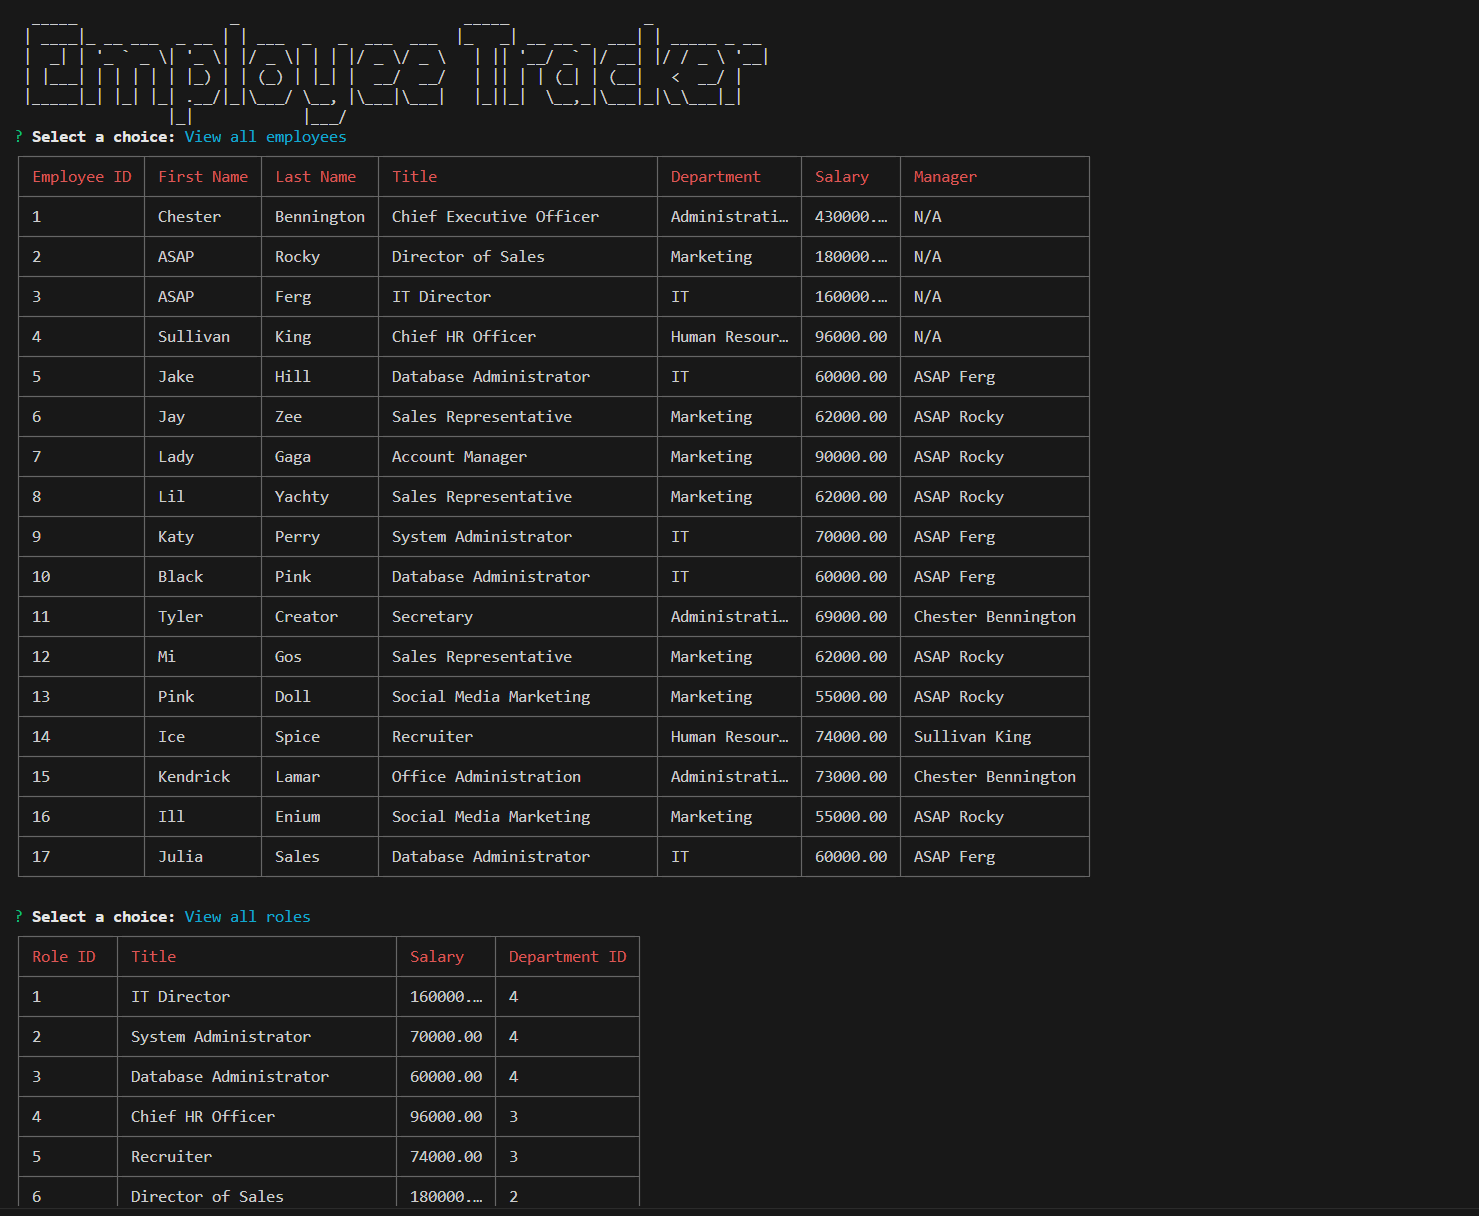 Employee Tracker
? Select a choice: View all employees
Employee ID First Name Last Name Title Department Salary Manager
1 Chester Bennington Chief Executive Officer Administrati… 430000.… N/A
2 ASAP Rocky Director of Sales Marketing 180000.… N/A
3 ASAP Ferg IT Director IT 160000.… N/A
4 Sullivan King Chief HR Officer Human Resour… 96000.00 N/A
5 Jake Hill Database Administrator IT 60000.00 ASAP Ferg
6 Jay Zee Sales Representative Marketing 62000.00 ASAP Rocky
7 Lady Gaga Account Manager Marketing 90000.00 ASAP Rocky
8 Lil Yachty Sales Representative Marketing 62000.00 ASAP Rocky
9 Katy Perry System Administrator IT 70000.00 ASAP Ferg
10 Black Pink Database Administrator IT 60000.00 ASAP Ferg
11 Tyler Creator Secretary Administrati… 69000.00 Chester Bennington
12 Mi Gos Sales Representative Marketing 62000.00 ASAP Rocky
13 Pink Doll Social Media Marketing Marketing 55000.00 ASAP Rocky
14 Ice Spice Recruiter Human Resour… 74000.00 Sullivan King
15 Kendrick Lamar Office Administration Administrati… 73000.00 Chester Bennington
16 Ill Enium Social Media Marketing Marketing 55000.00 ASAP Rocky
17 Julia Sales Database Administrator IT 60000.00 ASAP Ferg
? Select a choice: View all roles
Role ID Title Salary Department ID
1 IT Director 160000.… 4
2 System Administrator 70000.00 4
3 Database Administrator 60000.00 4
4 Chief HR Officer 96000.00 3
5 Recruiter 74000.00 3
6 Director of Sales 180000.… 2